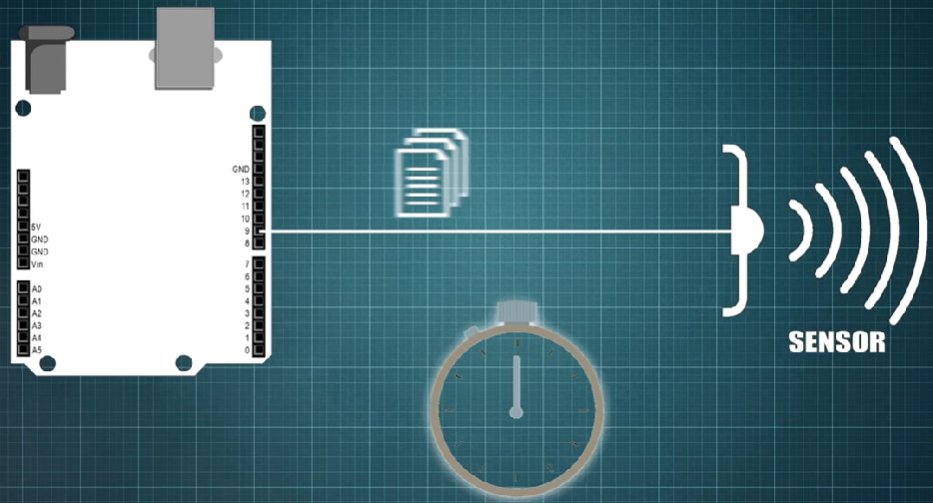 GND
13
12
11
10
9
8
7
6
5
4
3
2
1
0
5V
GND
GND
Vin
A0
A1
A2
A3
A4
A5
SENSOR